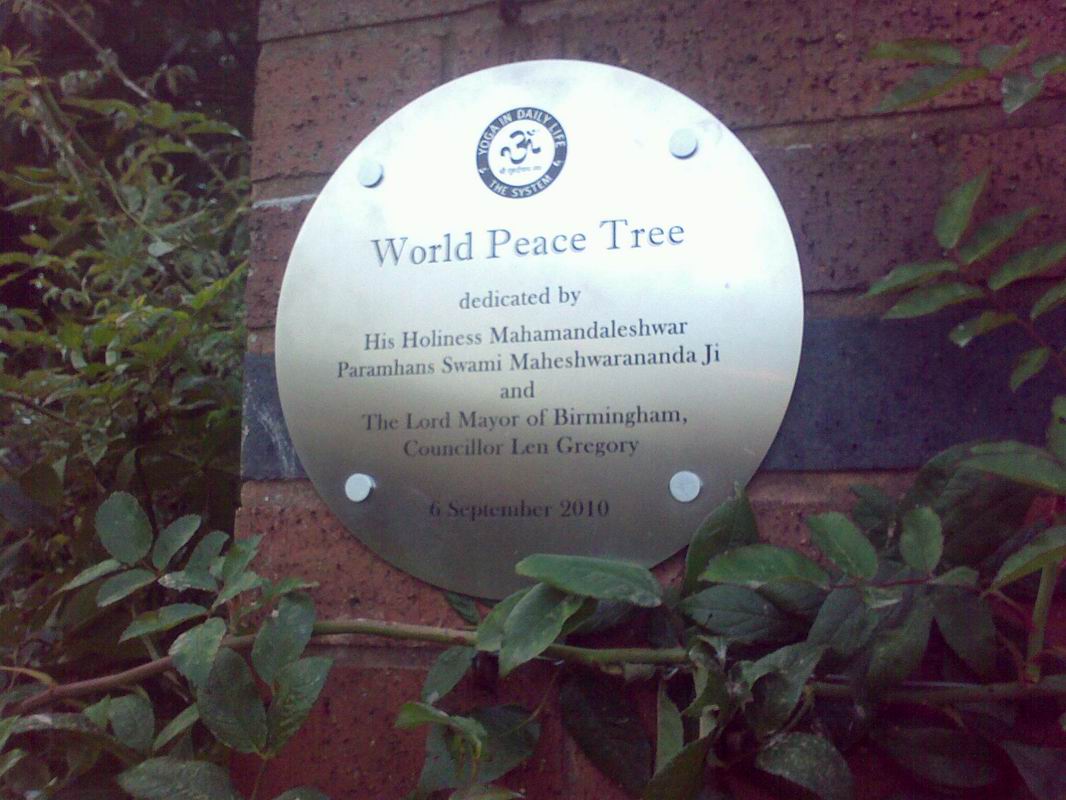 YOGA IN DAILY LIFE
ॐ
THE SYSTEM
World Peace Tree
dedicated by
His Holiness Mahamandaleshwar
Paramhans Swami Maheshwarananda Ji
and
The Lord Mayor of Birmingham,
Councillor Len Gregory
6 September 2010